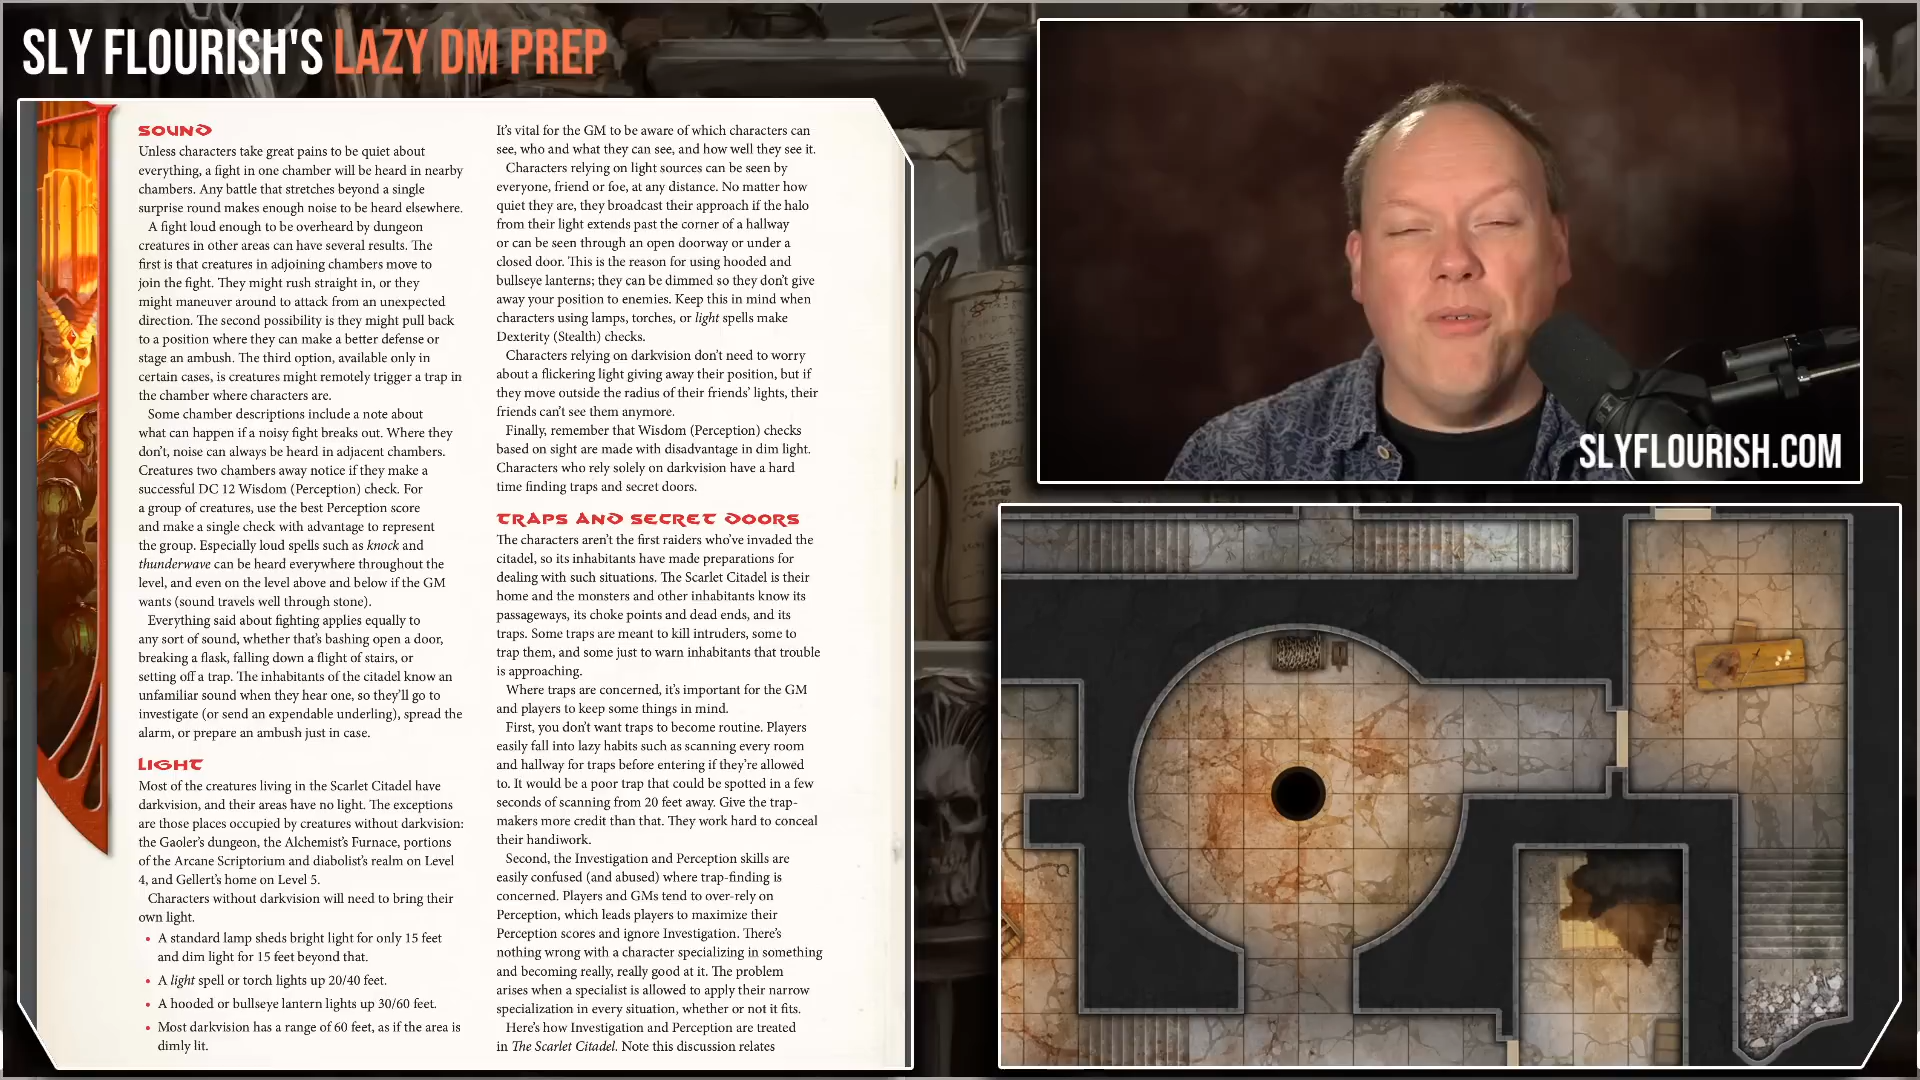 SLY FLOURISH'S LAZY DM PREP
SOUND
Unless characters take great pains to be quiet about
everything, a fight in one chamber will be heard in nearby
chambers. Any battle that stretches beyond a single
surprise round makes enough noise to be heard elsewhere.
A fight loud enough to be overheard by dungeon
creatures in other areas can have several results. The
first is that creatures in adjoining chambers move to
join the fight. They might rush straight in, or they
might maneuver around to attack from an unexpected
direction. The second possibility is they might pull back
to a position where they can make a better defense or
stage an ambush. The third option, available only in
certain cases, is creatures might remotely trigger a trap in
the chamber where characters are.
Some chamber descriptions include a note about
what can happen if a noisy fight breaks out. Where they
don't, noise can always be heard in adjacent chambers.
Creatures two chambers away notice if they make a
successful DC 12 Wisdom (Perception) check. For
a group of creatures, use the best Perception score
and make a single check with advantage to represent
the group. Especially loud spells such as knock and
thunderwave can be heard everywhere throughout the
level, and even on the level above and below if the GM
wants (sound travels well through stone).
Everything said about fighting applies equally to
any sort of sound, whether that's bashing open a door,
breaking a flask, falling down a flight of stairs, or
setting off a trap. The inhabitants of the citadel know an
unfamiliar sound when they hear one, so they'll go to
investigate (or send an expendable underling), spread the
alarm, or prepare an ambush just in case.
LIGHT
Most of the creatures living in the Scarlet Citadel have
darkvision, and their areas have no light. The exceptions
are those places occupied by creatures without darkvision:
the Gaoler's dungeon, the Alchemist's Furnace, portions
of the Arcane Scriptorium and diabolist's realm on Level
4, and Gellert's home on Level 5.
Characters without darkvision will need to bring their
own light.
• A standard lamp sheds bright light for only 15 feet
and dim light for 15 feet beyond that.
• A light spell or torch lights up 20/40 feet.
• A hooded or bullseye lantern lights up 30/60 feet.
• Most darkvision has a range of 60 feet, as if the area is
dimly lit.
It's vital for the GM to be aware of which characters can
see, who and what they can see, and how well they see it.
Characters relying on light sources can be seen by
everyone, friend or foe, at any distance. No matter how
quiet they are, they broadcast their approach if the halo
from their light extends past the corner of a hallway
or can be seen through an open doorway or under a
closed door. This is the reason for using hooded and
bullseye lanterns; they can be dimmed so they don't give
away your position to enemies. Keep this in mind when
characters using lamps, torches, or light spells make
Dexterity (Stealth) checks.
Characters relying on darkvision don't need to worry
about a flickering light giving away their position, but if
they move outside the radius of their friends' lights, their
friends can't see them anymore.
Finally, remember that Wisdom (Perception) checks
based on sight are made with disadvantage in dim light.
Characters who rely solely on darkvision have a hard
time finding traps and secret doors.
TRAPS AND SECRET DOORS
The characters aren't the first raiders who've invaded the
citadel, so its inhabitants have made preparations for
dealing with such situations. The Scarlet Citadel is their
home and the monsters and other inhabitants know its
passageways, its choke points and dead ends, and its
traps. Some traps are meant to kill intruders, some to
trap them, and some just to warn inhabitants that trouble
is approaching.
Where traps are concerned, it's important for the GM
and players to keep some things in mind.
First, you don't want traps to become routine. Players
easily fall into lazy habits such as scanning every room
and hallway for traps before entering if they're allowed
to. It would be a poor trap that could be spotted in a few
seconds of scanning from 20 feet away. Give the trap-
makers more credit than that. They work hard to conceal
their handiwork.
Second, the Investigation and Perception skills are
easily confused (and abused) where trap-finding is
concerned. Players and GMs tend to over-rely on
Perception, which leads players to maximize their
Perception scores and ignore Investigation. There's
nothing wrong with a character specializing in something
and becoming really, really good at it. The problem
arises when a specialist is allowed to apply their narrow
specialization in every situation, whether or not it fits.
Here's how Investigation and Perception are treated
in The Scarlet Citadel. Note this discussion relates
SLYFLOURISH.COM